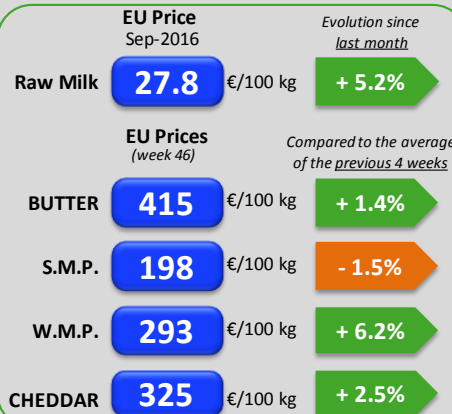 EU Price
Sep-2016
Evolution since
last month
Raw Milk 27.8 €/100 kg + 5.2%
EU Prices
(week 46)
Compared to the average
of the previous 4 weeks
BUTTER 415 €/100 kg + 1.4%
S.M.P. 198 €/100 kg - 1.5%
W.M.P. 293 €/100 kg + 6.2%
CHEDDAR 325 €/100 kg + 2.5%